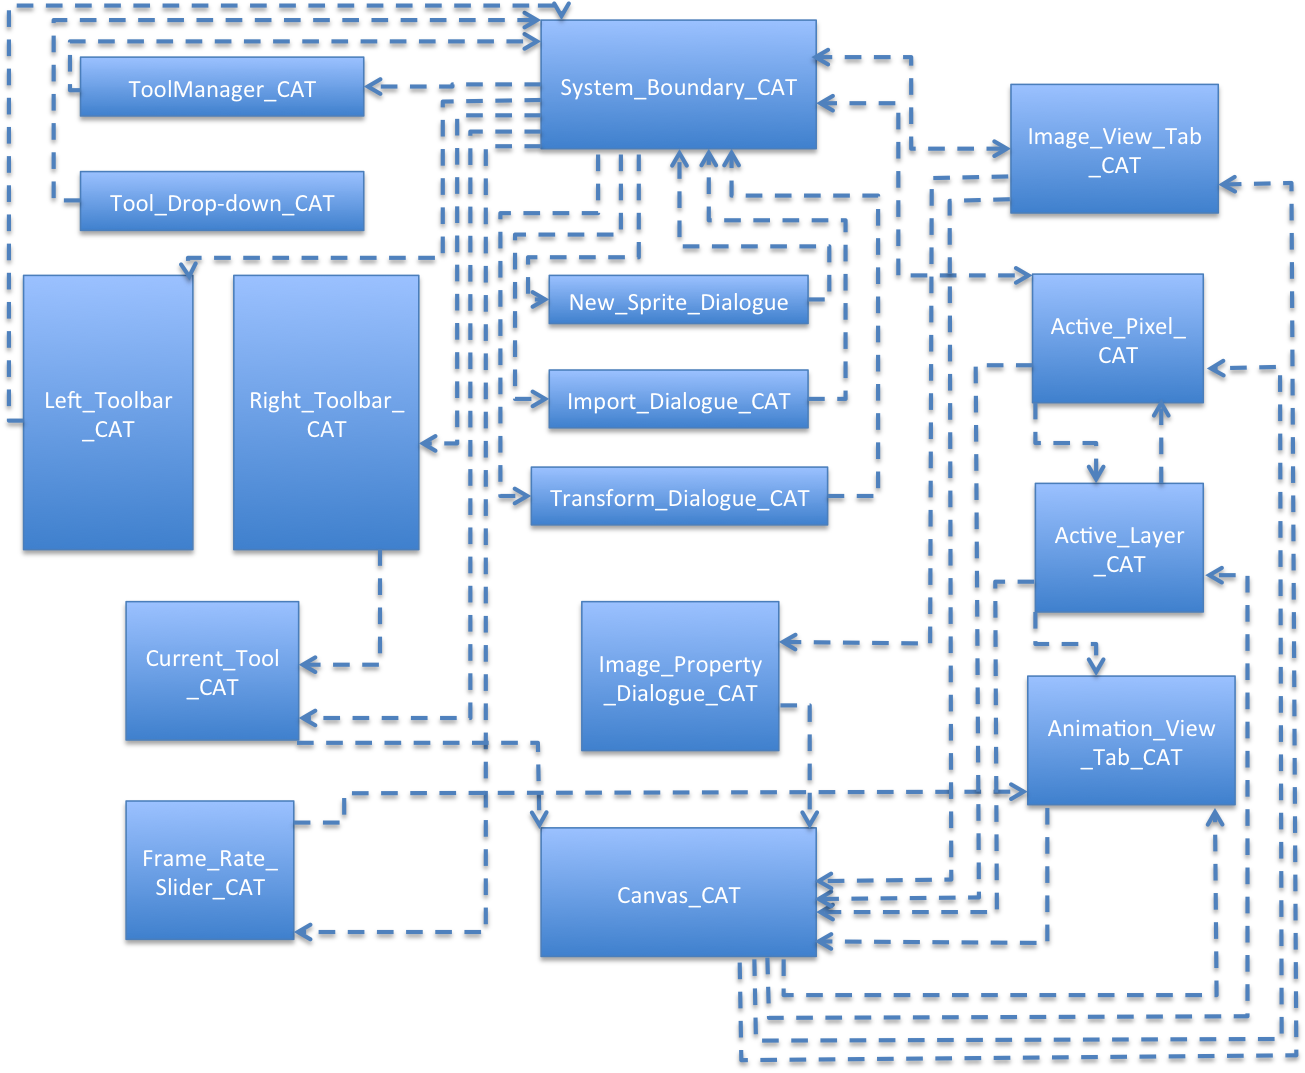 System_Boundary_CAT
ToolManager_CAT
Image_View_Tab
_CAT
Tool_Drop-down_CAT
New_Sprite_Dialogue
Active_Pixel_
CAT
Left_Toolbar
_CAT
Right_Toolbar_
CAT
Import_Dialogue_CAT
Transform_Dialogue_CAT
Active_Layer
_CAT
Current_Tool
_CAT
Image_Property
_Dialogue_CAT
Animation_View
_Tab_CAT
Frame_Rate_
Slider_CAT
Canvas_CAT